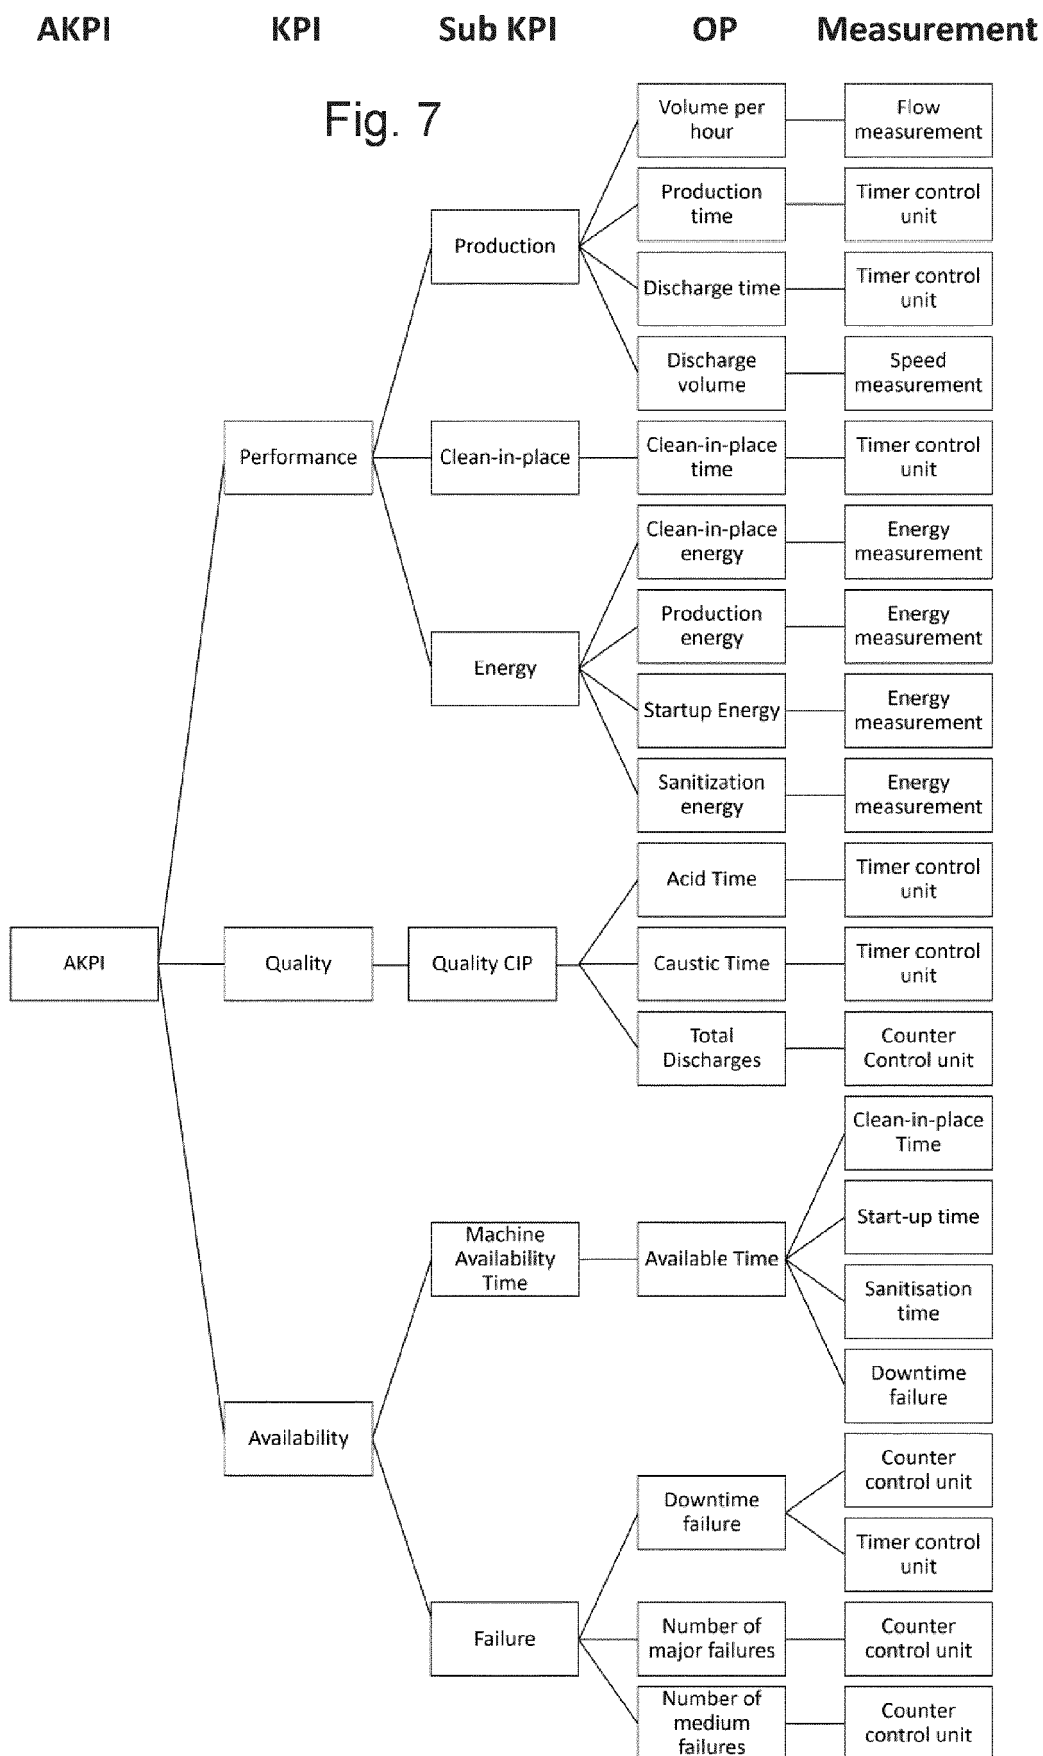 AKPI KPI Sub KPI OP Measurement
Fig. 7
Volume per
hour
Flow
measurement
Production
time
Timer control
unit
Production
Discharge time
Timer control
unit
Discharge
volume
Speed
measurement
Performance
Clean-in-place
Clean-in-place
time
Timer control
unit
Clean-in-place
energy
Energy
measurement
Production
energy
Energy
measurement
Energy
Startup Energy
Energy
measurement
Sanitization
energy
Energy
measurement
Acid Time
Timer control
unit
AKPI
Quality
Quality CIP
Caustic Time
Timer control
unit
Total
Discharges
Counter
Control unit
Clean-in-place
Time
Start-up time
Machine
Availability
Time
Available Time
Sanitisation
time
Downtime
failure
Availability
Counter
control unit
Downtime
failure
Timer control
unit
Failure
Number of
major failures
Counter
control unit
Number of
medium
failures
Counter
control unit